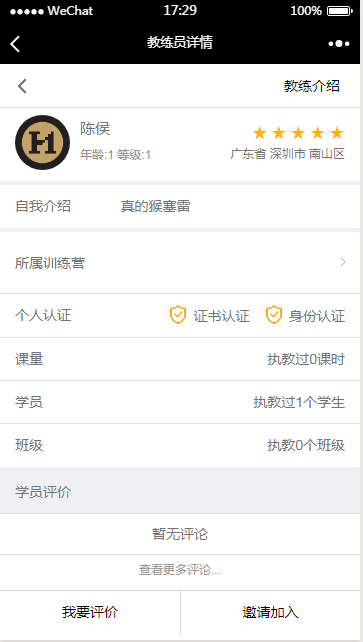 WeChat 17:29 100%
教练员详情
教练介绍
陈侯
年龄:1 等级:1
广东省 深圳市 南山区
自我介绍 真的猴塞雷
所属训练营
个人认证 证书认证 身份认证
课量 执教过0课时
学员 执教过1个学生
班级 执教0个班级
学员评价
暂无评论
查看更多评论...
我要评价 邀请加入